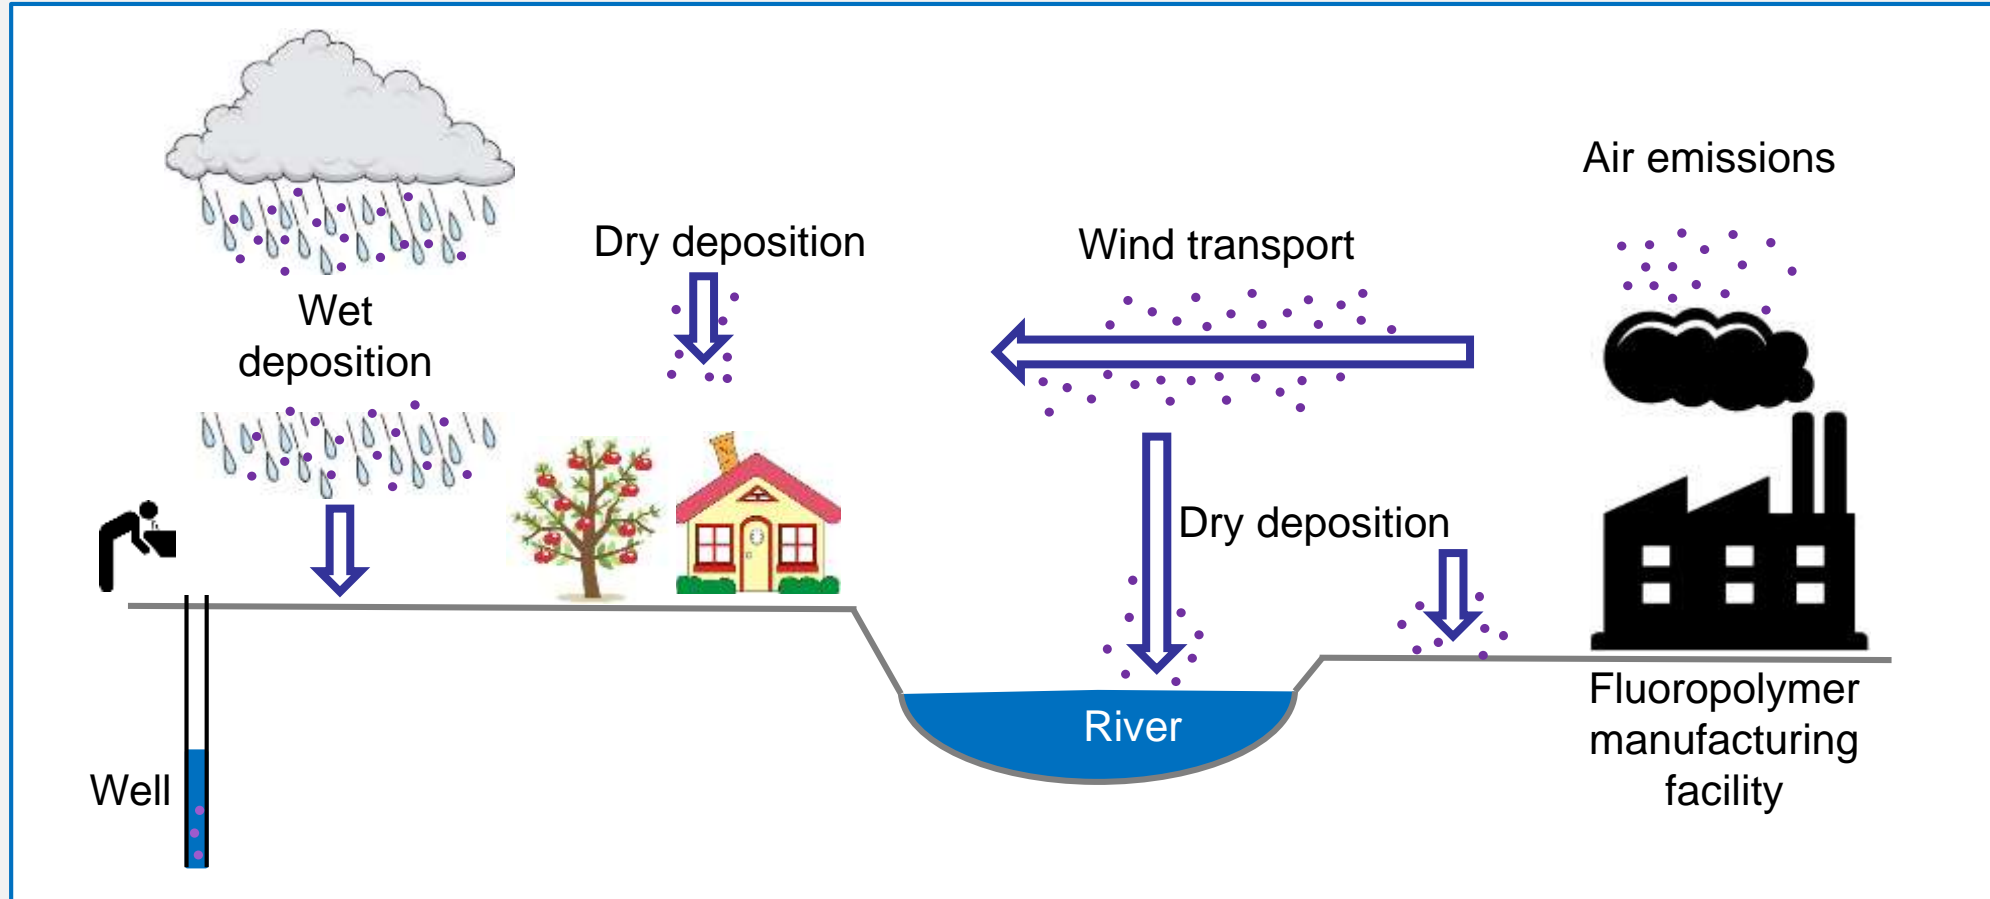 Air emissions
Dry deposition
Wind transport
Wet
deposition
Dry deposition
River
Fluoropolymer
manufacturing
facility
Well